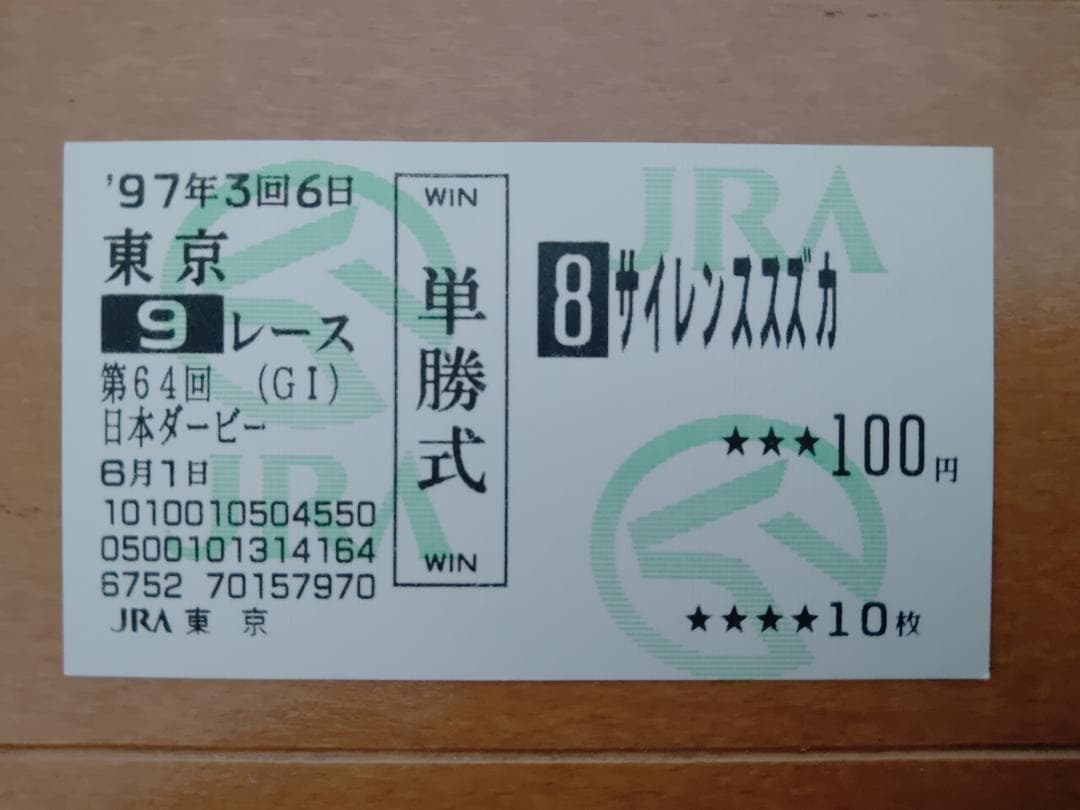 '97年3回6日
東京
9レース
第64回 (GI)
日本ダービー
6月1日
1010010504550
0500101314164
6752 70157970
JRA 東 京
WIN
単勝式
WIN
JRA
8 サイレンススズカ
★★★100円
★★★★10枚
JRA